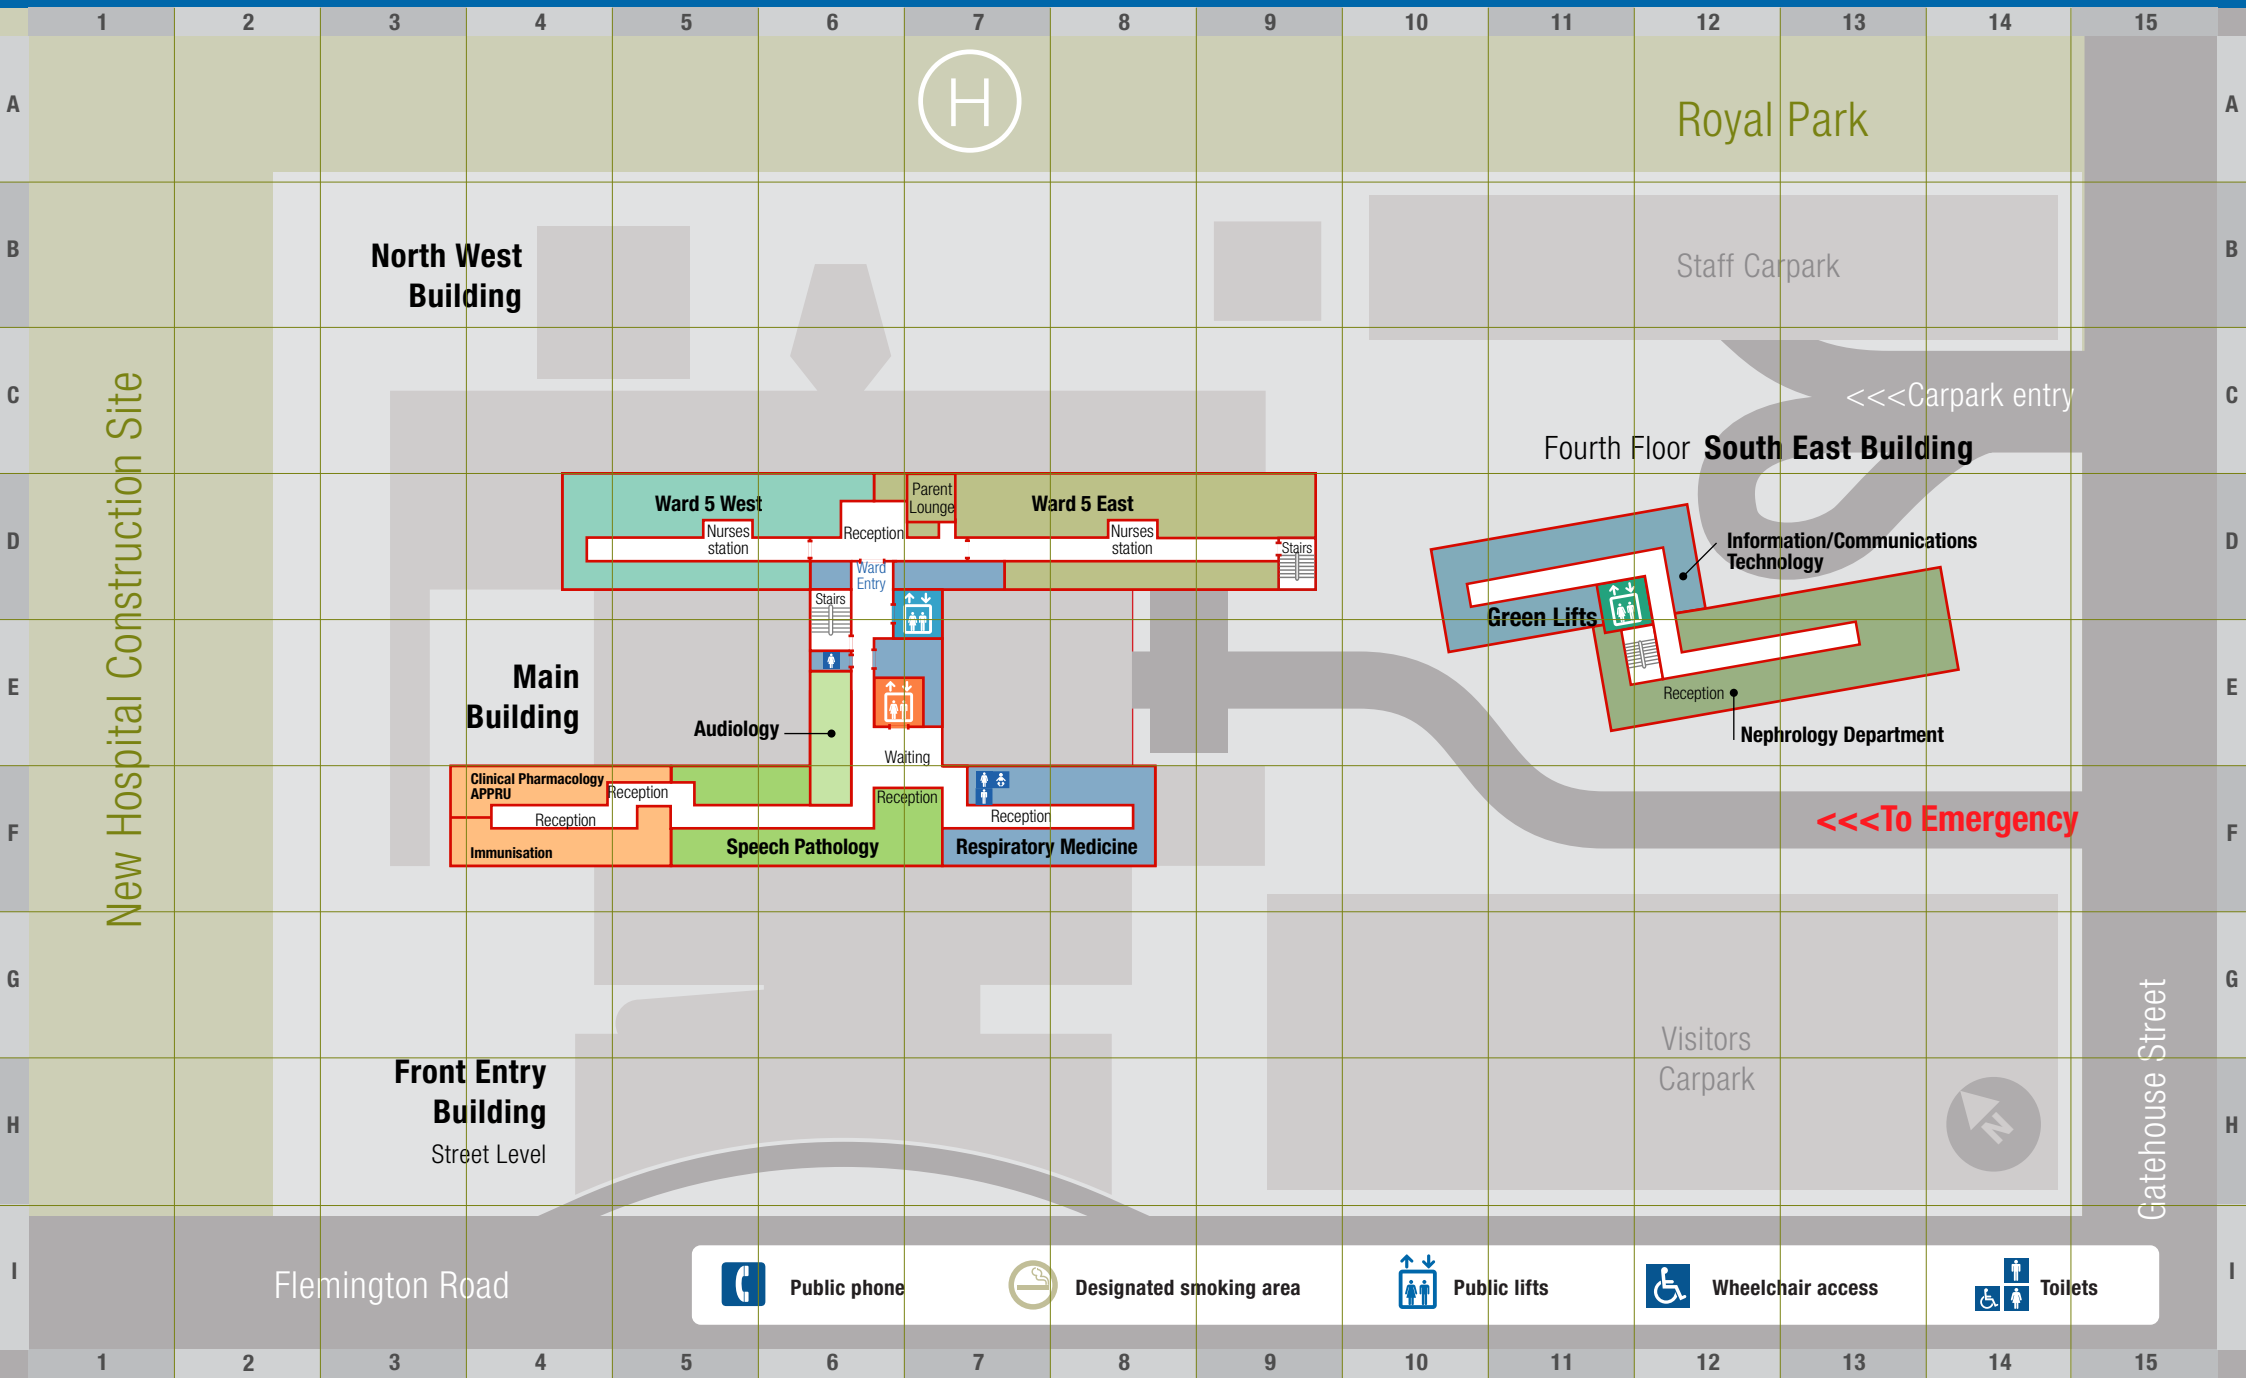 1 2 3 4 5 6 7 8 9 10 11 12 13 14 15
A
H
Royal Park
A
B
North West
Building
Staff Carpark
B
C
<<<Carpark entry
C
Fourth Floor South East Building
New Hospital Construction Site
D
Ward 5 West
Parent
Lounge
Ward 5 East
Nurses
station
Reception
Nurses
station
Stairs
Ward
Entry
Information/Communications
Technology
D
Stairs
Green Lifts
E
Main
Building
Audiology
Waiting
Reception
Nephrology Department
E
Clinical Pharmacology
APPRU
Reception
Reception
Reception
Reception
Immunisation
Speech Pathology
Respiratory Medicine
F
<<<To Emergency
F
G
Visitors
Carpark
G
Front Entry
Building
Street Level
H
N
H
Gatehouse Street
I
Flemington Road
Public phone
Designated smoking area
Public lifts
Wheelchair access
Toilets
I
1 2 3 4 5 6 7 8 9 10 11 12 13 14 15